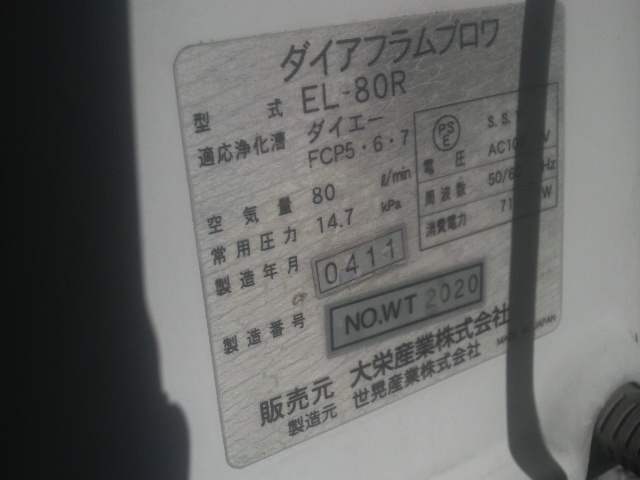 ダイアフラムブロワ
型式 EL-80R
適応浄化槽 ダイエー
FCP5・6・7
空気量 80 ℓ/min
常用圧力 14.7 kPa
製造年月 0411
製造番号 NO.WT 2020
PSE S.S.
電圧 AC100V
周波数 50/60Hz
消費電力 71 W
販売元 大栄産業株式会社
製造元 世晃産業株式会社
MADE IN JAPAN